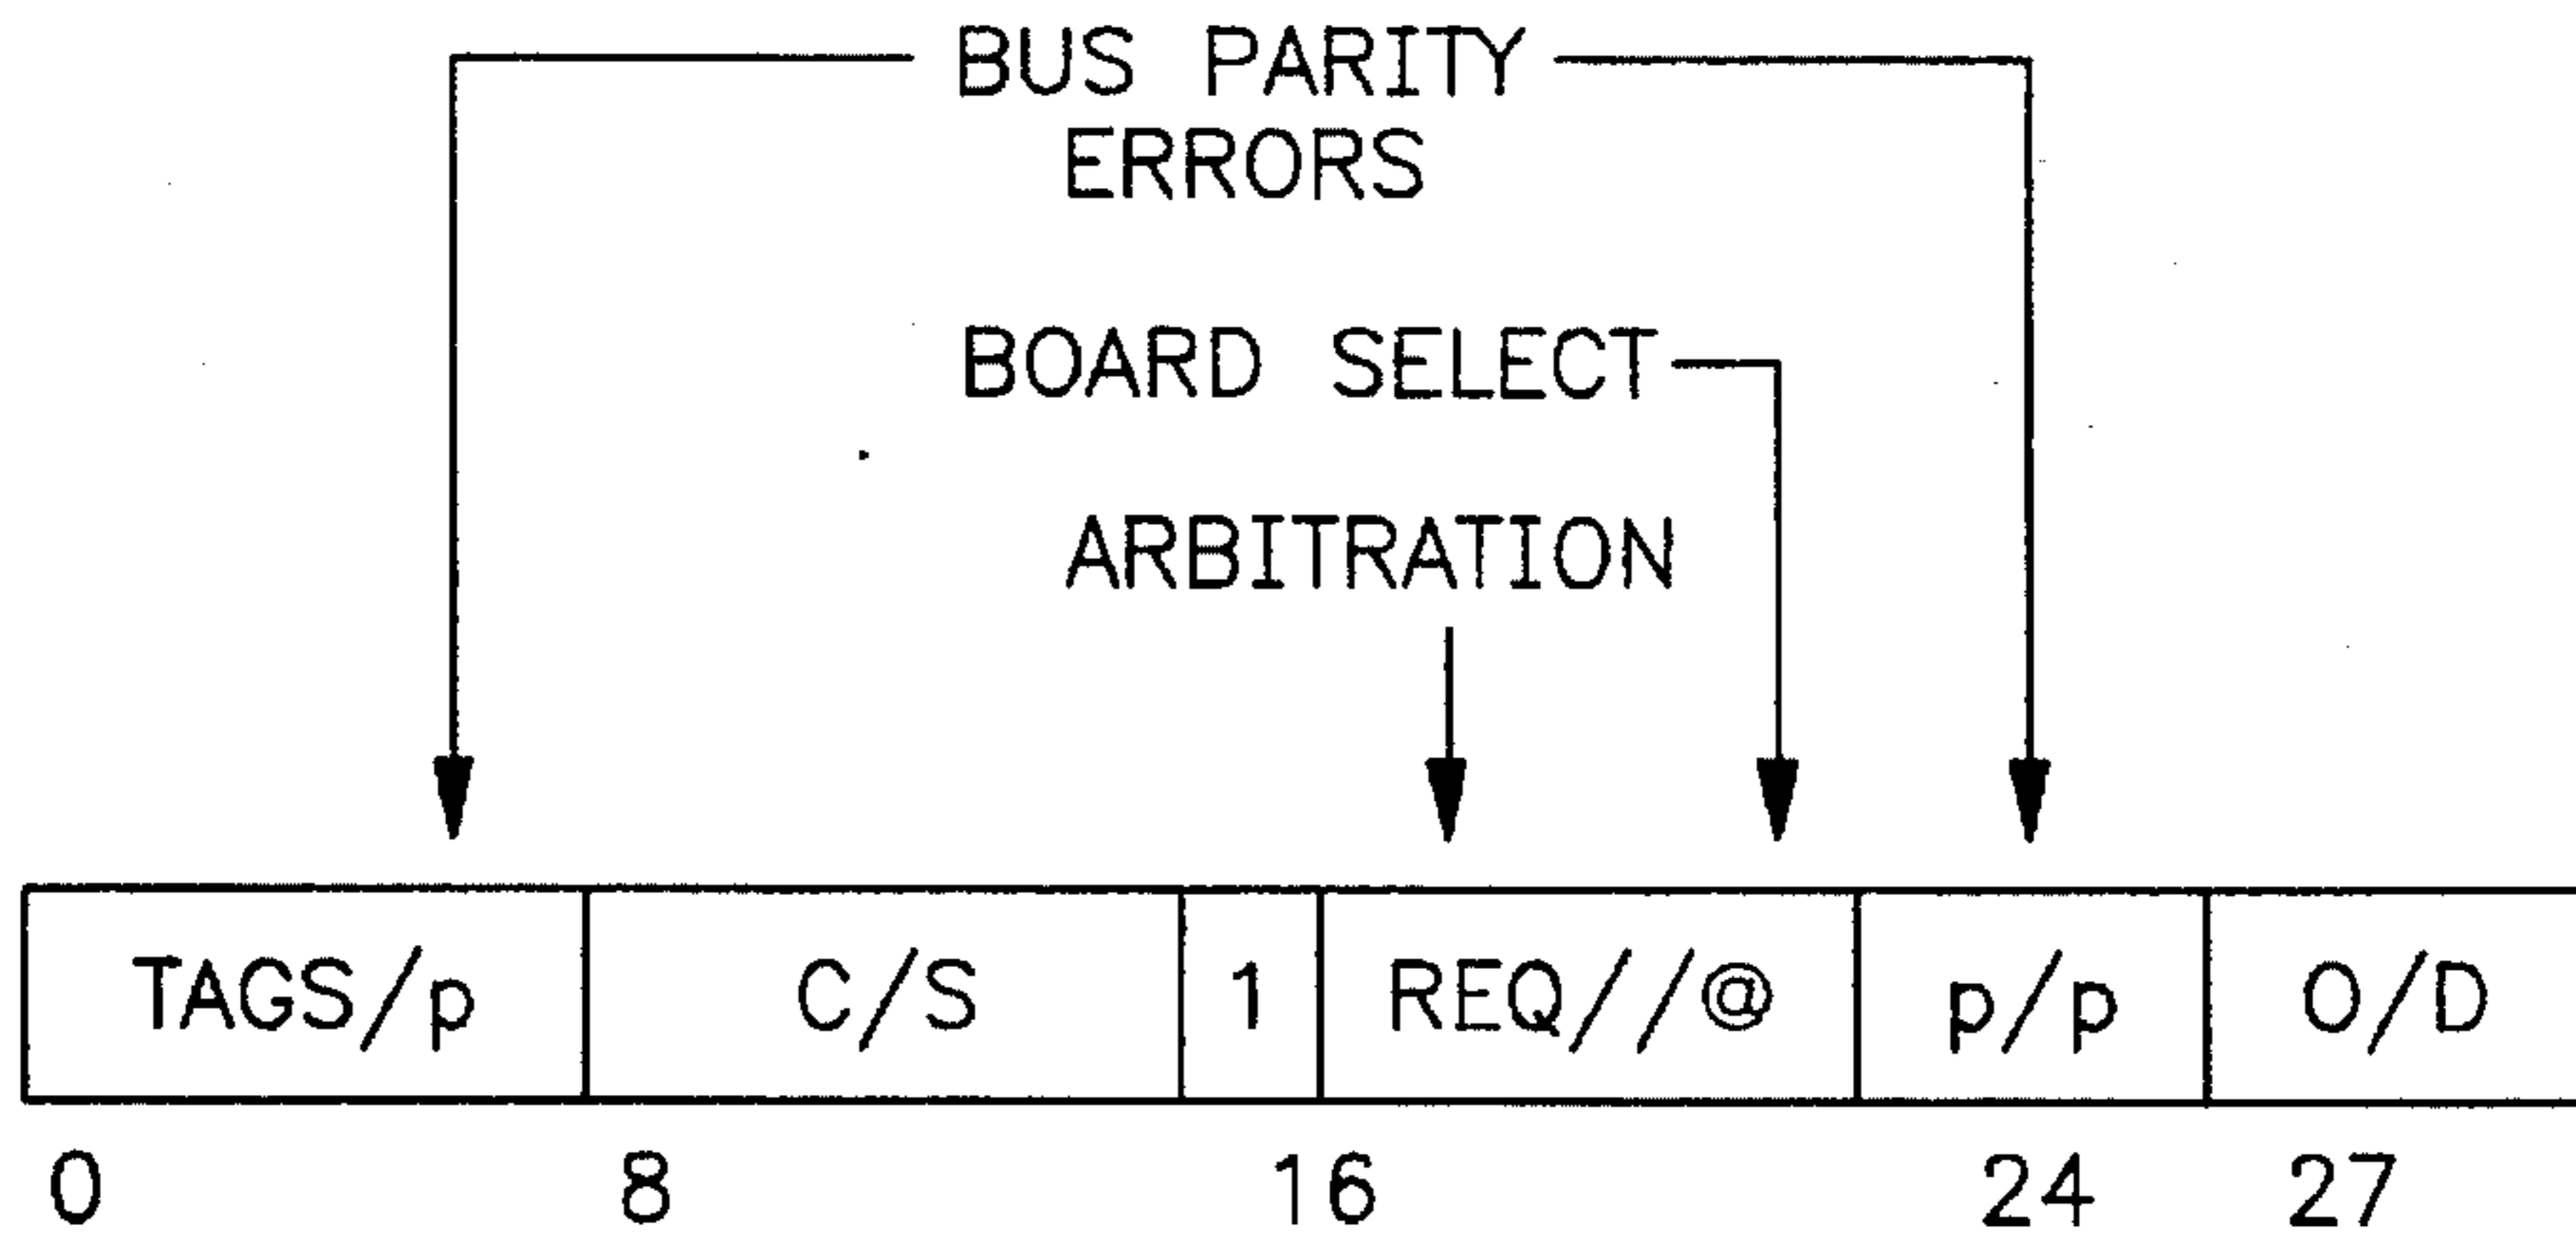 BUS PARITY
ERRORS
BOARD SELECT
ARBITRATION
TAGS/p C/S 1 REQ//@ p/p O/D
0 8 16 24 27